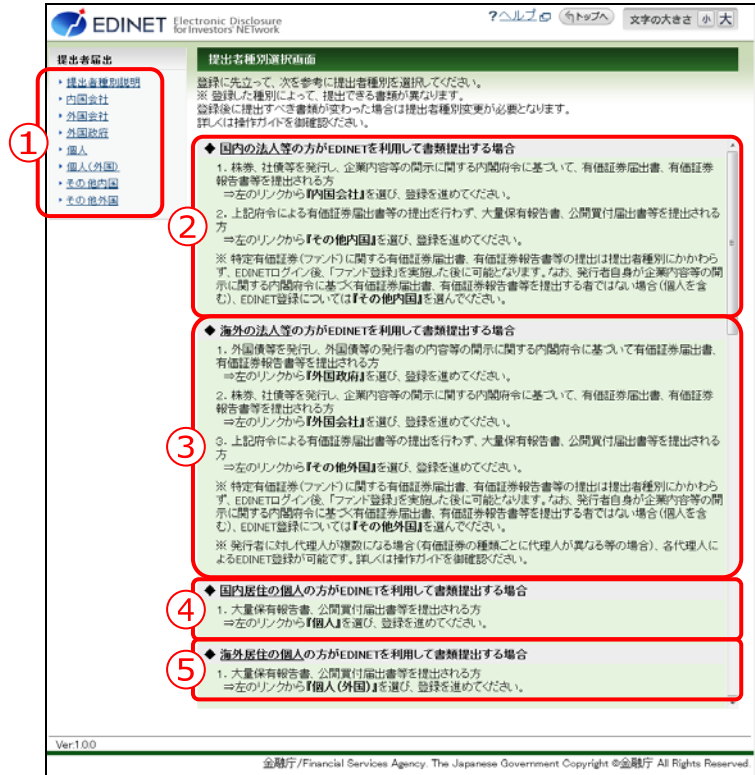 EDINET Electronic Disclosure for Investors' NETwork
?ヘルプ トップへ 文字の大きさ 小 大
提出者届出
提出者種別説明
内国会社
外国会社
外国政府
個人
個人(外国)
その他内国
その他外国
①
提出者種別選択画面
登録に先立って、次を参考に提出者種別を選択してください。
※ 登録した種別によって、提出できる書類が異なります。
登録後に提出すべき書類が変わった場合は提出者種別変更が必要となります。
詳しくは操作ガイドを御確認ください。
②
◆ 国内の法人等の方がEDINETを利用して書類提出する場合
1. 株券、社債等を発行し、企業内容等の開示に関する内閣府令に基づいて、有価証券届出書、有価証券
報告書等を提出される方
⇒左のリンクから『内国会社』を選び、登録を進めてください。
2. 上記府令による有価証券届出書等の提出を行わず、大量保有報告書、公開買付届出書等を提出される
方
⇒左のリンクから『その他内国』を選び、登録を進めてください。
※ 特定有価証券(ファンド)に関する有価証券届出書、有価証券報告書等の提出は提出者種別にかかわら
ず、EDINETログイン後、「ファンド登録」を実施した後に可能となります。なお、発行者自身が企業内容等の開
示に関する内閣府令に基づく有価証券届出書、有価証券報告書等を提出する者ではない場合(個人を含
む)、EDINET登録については『その他内国』を選んでください。
③
◆ 海外の法人等の方がEDINETを利用して書類提出する場合
1. 外国債等を発行し、外国債等の発行者の内容等の開示に関する内閣府令に基づいて有価証券届出書、
有価証券報告書等を提出される方
⇒左のリンクから『外国政府』を選び、登録を進めてください。
2. 株券、社債等を発行し、企業内容等の開示に関する内閣府令に基づいて、有価証券届出書、有価証券
報告書等を提出される方
⇒左のリンクから『外国会社』を選び、登録を進めてください。
3. 上記府令による有価証券届出書等の提出を行わず、大量保有報告書、公開買付届出書等を提出される
方
⇒左のリンクから『その他外国』を選び、登録を進めてください。
※ 特定有価証券(ファンド)に関する有価証券届出書、有価証券報告書等の提出は提出者種別にかかわら
ず、EDINETログイン後、「ファンド登録」を実施した後に可能となります。なお、発行者自身が企業内容等の開
示に関する内閣府令に基づく有価証券届出書、有価証券報告書等を提出する者ではない場合(個人を含
む)、EDINET登録については『その他外国』を選んでください。
※ 発行者に対し代理人が複数になる場合(有価証券の種類ごとに代理人が異なる等の場合)、各代理人に
よるEDINET登録が可能です。詳しくは操作ガイドを御確認ください。
④
◆ 国内居住の個人の方がEDINETを利用して書類提出する場合
1. 大量保有報告書、公開買付届出書等を提出される方
⇒左のリンクから『個人』を選び、登録を進めてください。
⑤
◆ 海外居住の個人の方がEDINETを利用して書類提出する場合
1. 大量保有報告書、公開買付届出書等を提出される方
⇒左のリンクから『個人(外国)』を選び、登録を進めてください。
Ver.1.0.0
金融庁/Financial Services Agency. The Japanese Government Copyright ©金融庁 All Rights Reserved